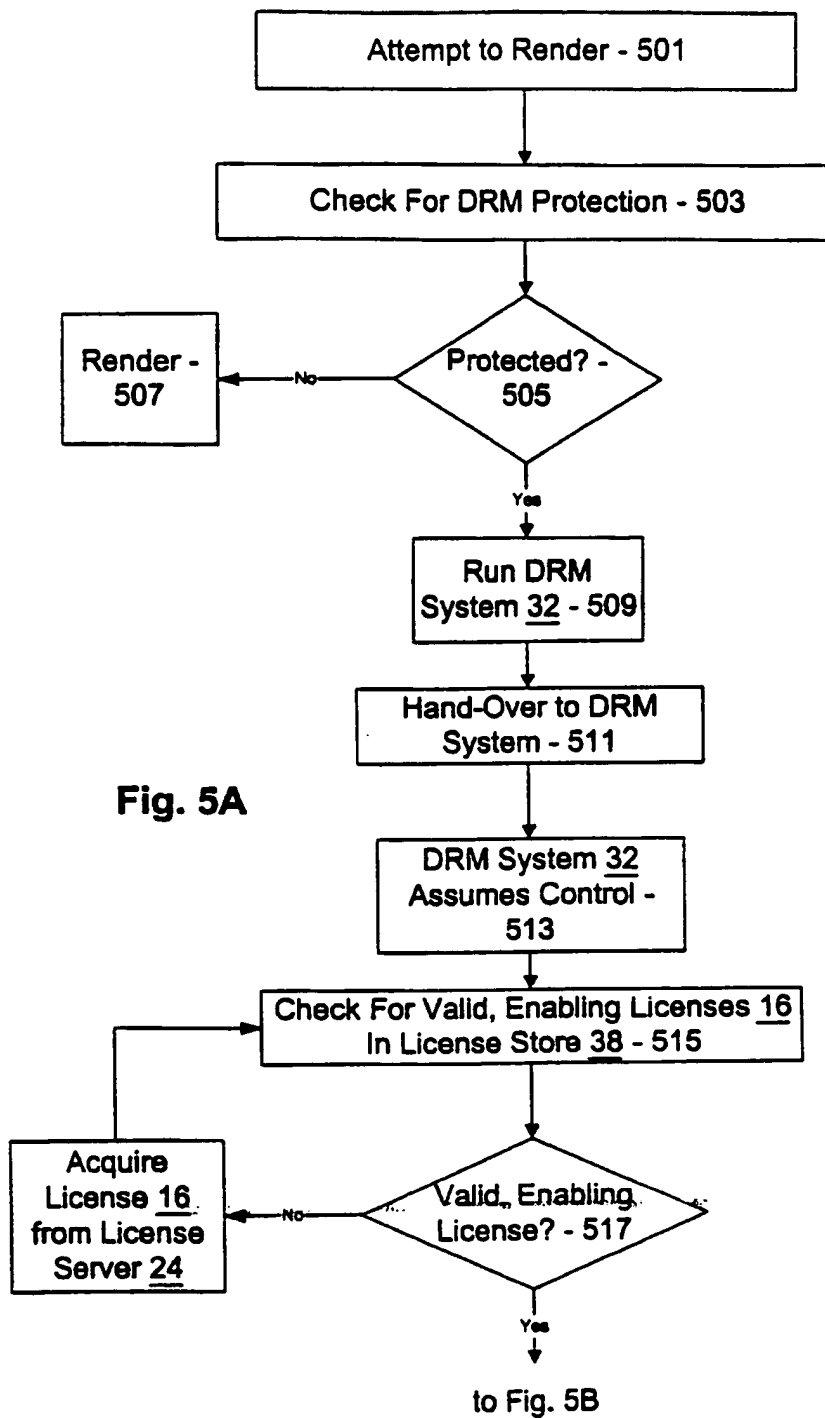 Attempt to Render - 501
Check For DRM Protection - 503
Protected? -
505
No
Render -
507
Yes
Run DRM
System 32 - 509
Hand-Over to DRM
System - 511
Fig. 5A
DRM System 32
Assumes Control -
513
Check For Valid, Enabling Licenses 16
In License Store 38 - 515
Valid, Enabling
License? - 517
No
Acquire
License 16
from License
Server 24
Yes
to Fig. 5B